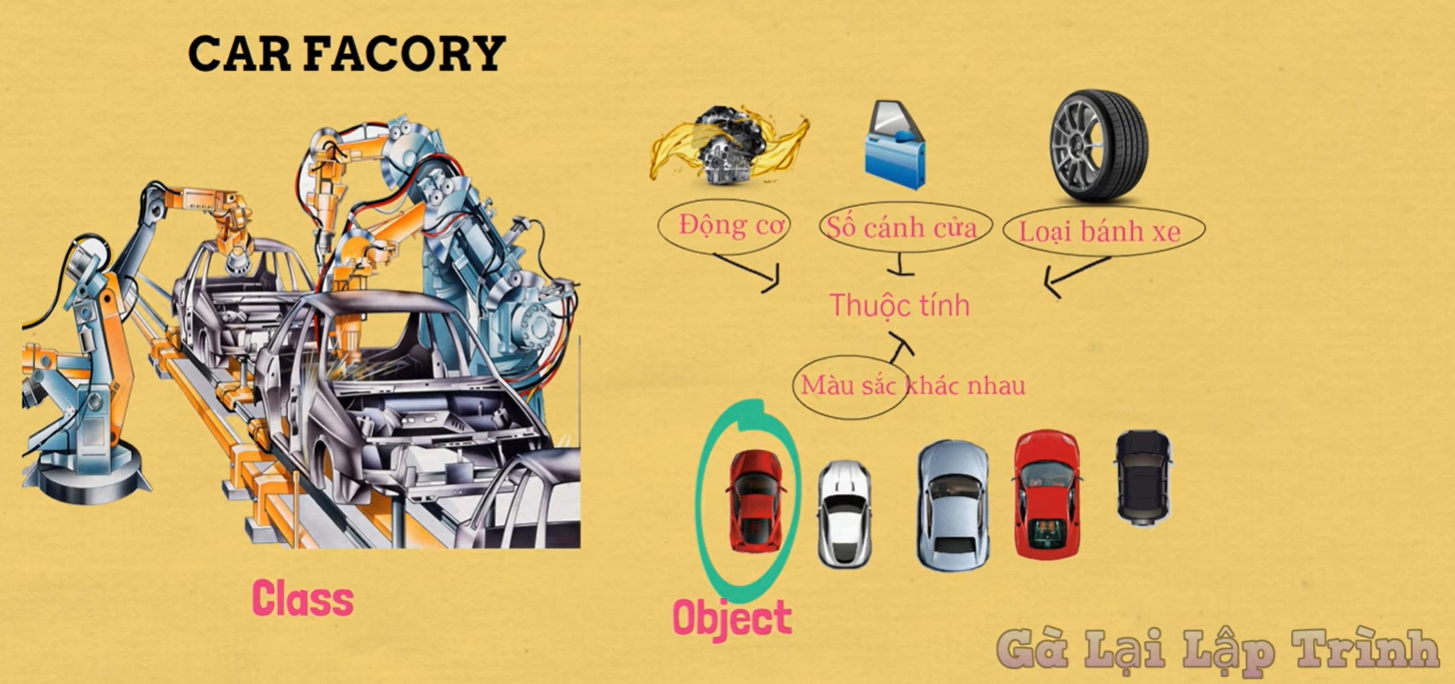 CAR FACORY
Động cơ
Số cánh cửa
Loại bánh xe
Thuộc tính
Màu sắc khác nhau
Class
Object
Gà Lại Lập Trình